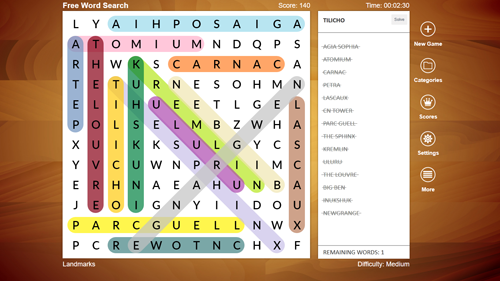 Free Word Search
Score: 140
Time: 00:02:30
L Y A I H P O S A I G A
A T O M I U M N D Q P S
R H W K S C A R N A C A
T E T U R N E S O H M N
E L I H U E E T L G E L
P O L S E L M B Z W H A
X U I K K S U L G Y C S
Y V C U W N P R I I M C
E R H N A E A H U N B A
J E O I G N Y I I D O U
P A R C G U E L L N W X
P C R E W O T N C H X F
TILICHO
Solve
AGIA SOPHIA
ATOMIUM
CARNAC
PETRA
LASCAUX
CN TOWER
PARC GUELL
THE SPHINX
KREMLIN
ULURU
THE LOUVRE
BIG BEN
INUKSHUK
NEWGRANGE
REMAINING WORDS: 1
New Game
Categories
Scores
Settings
More
Landmarks
Difficulty: Medium